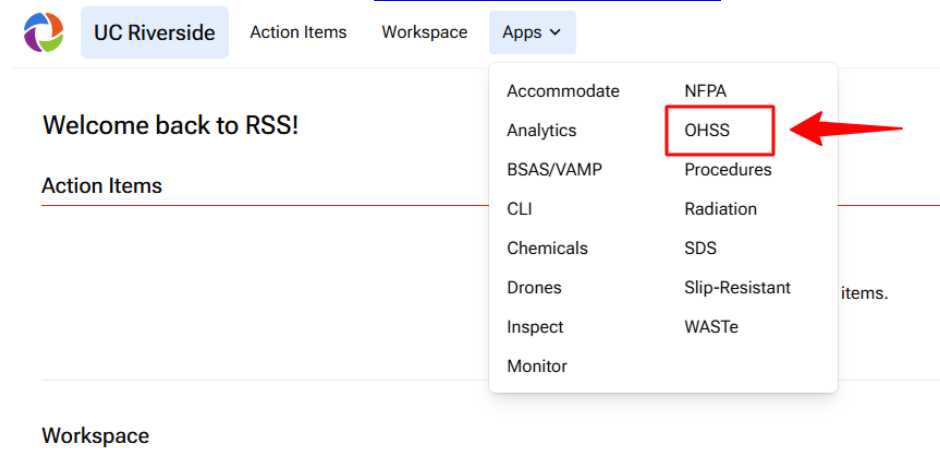 UC Riverside Action Items Workspace Apps
Accommodate NFPA
Welcome back to RSS!
Analytics OHSS
BSAS/VAMP Procedures
Action Items
CLI Radiation
Chemicals SDS
Drones Slip-Resistant
items.
Inspect WASTe
Monitor
Workspace